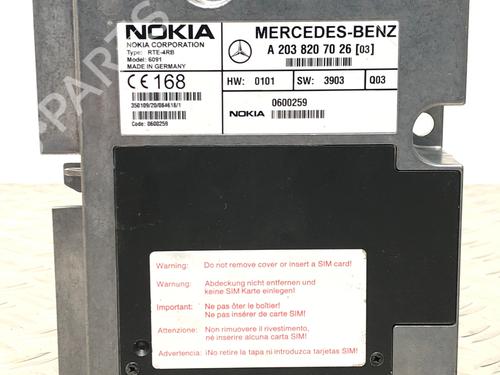 NOKIA
NOKIA CORPORATION
Type: RTE-4RB
Model: 6091
MADE IN GERMANY
CE 168
350109/20/084618/1
Code: 0600259
MERCEDES-BENZ
A 203 820 70 26 [03]
HW: 0101 SW: 3903 Q03
NOKIA 0600259
Warning: Do not remove cover or insert a SIM card!
Warnung: Abdeckung nicht entfernen und
keine SIM Karte einlegen!
Important: Ne pas ôter le boîtier!
Ne pas insérer de carte SIM!
Attenzione: Non rimuovere il rivestimento,
né inserire alcuna carta SIM!
Advertencia: ¡No retire la tapa ni introduzca tarjetas SIM!